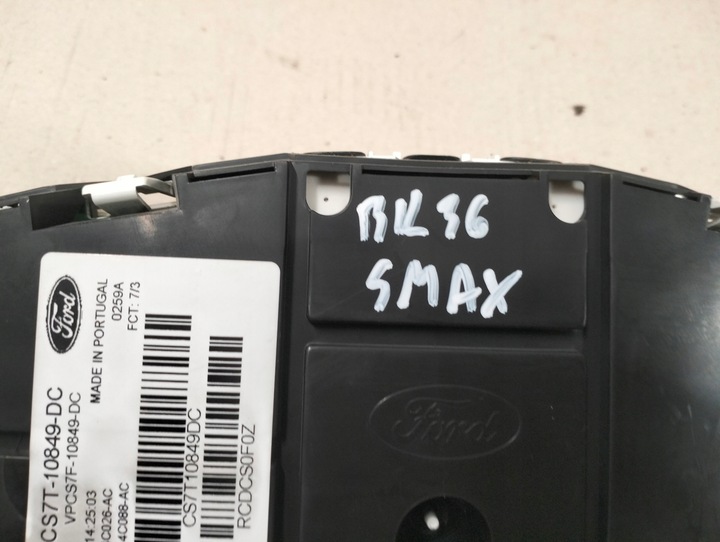 BK96
SMAX
Ford
MADE IN PORTUGAL
0259A
FCT: 7/3
CS7T-10849-DC
VPCS7F-10849-DC
14:25:03
C026-AC
4C088-AC
CS7T10849DC
RCDCS0F0Z
Ford